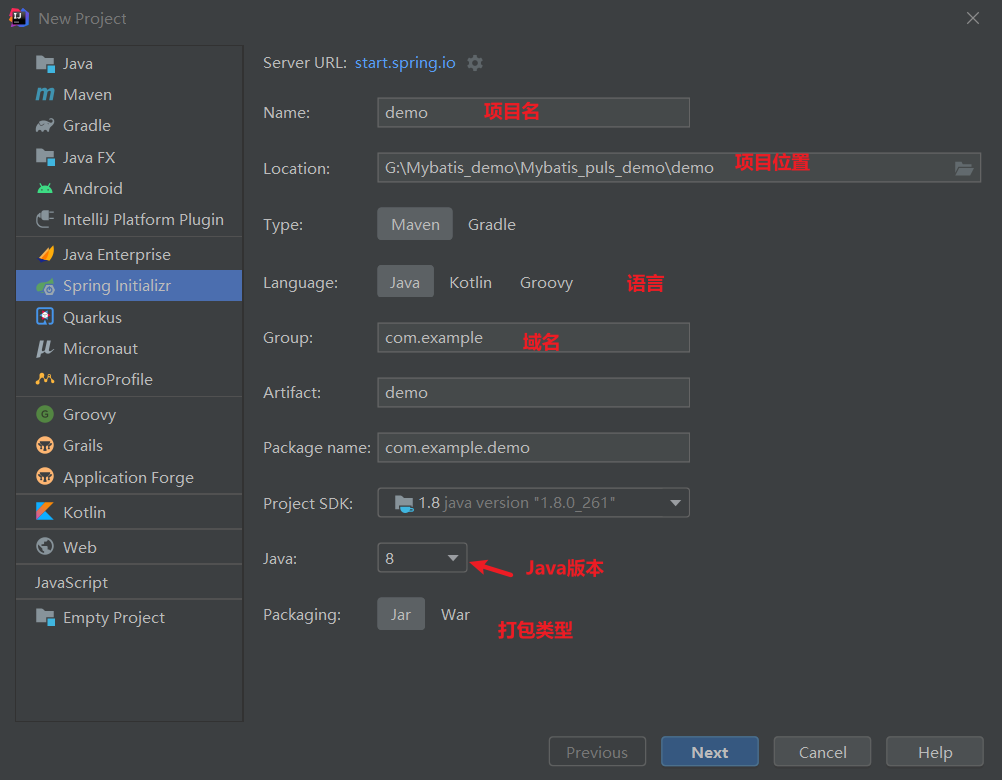 New Project
Java
Maven
Gradle
Java FX
Android
IntelliJ Platform Plugin
Java Enterprise
Spring Initializr
Quarkus
Micronaut
MicroProfile
Groovy
Grails
Application Forge
Kotlin
Web
JavaScript
Empty Project
Server URL: start.spring.io
Name: demo 项目名
Location: G:\Mybatis_demo\Mybatis_puls_demo\demo 项目位置
Type: Maven Gradle
Language: Java Kotlin Groovy 语言
Group: com.example 域名
Artifact: demo
Package name: com.example.demo
Project SDK: 1.8 java version "1.8.0_261"
Java: 8 Java版本
Packaging: Jar War 打包类型
Previous Next Cancel Help